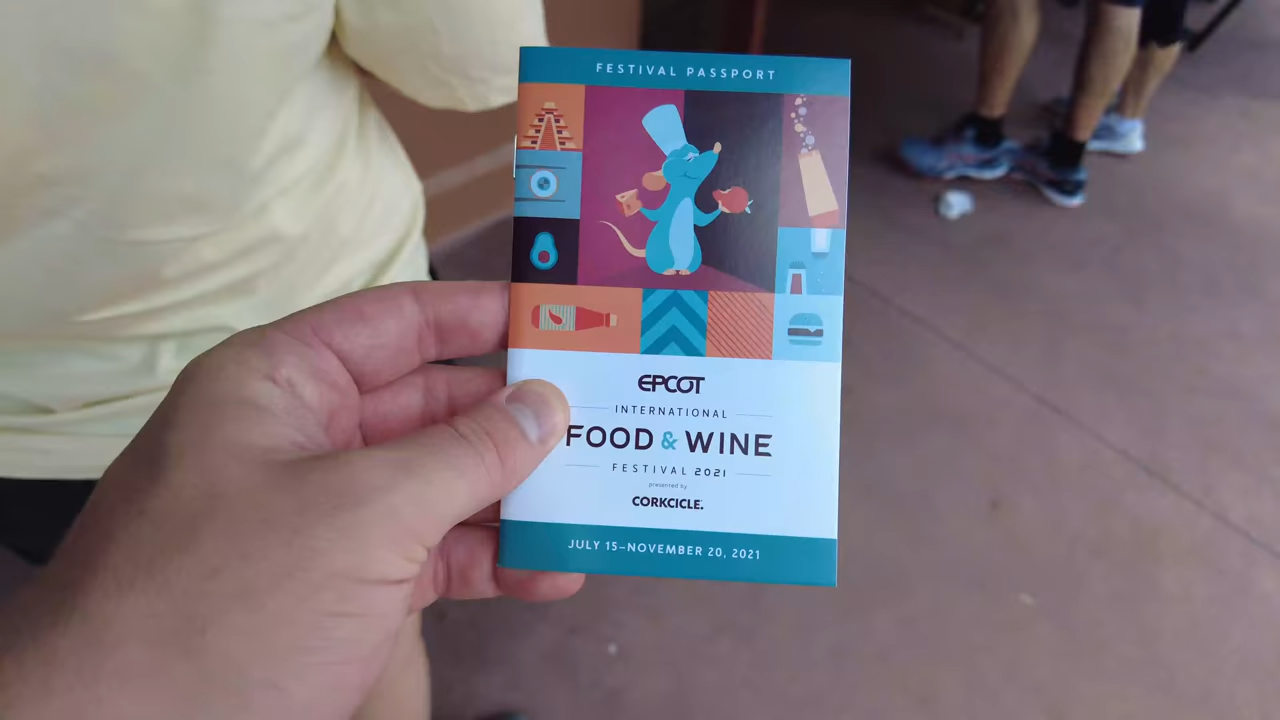 FESTIVAL PASSPORT
EPCOT
INTERNATIONAL
FOOD & WINE
FESTIVAL 2021
presented by
CORKCICLE.
JULY 15–NOVEMBER 20, 2021